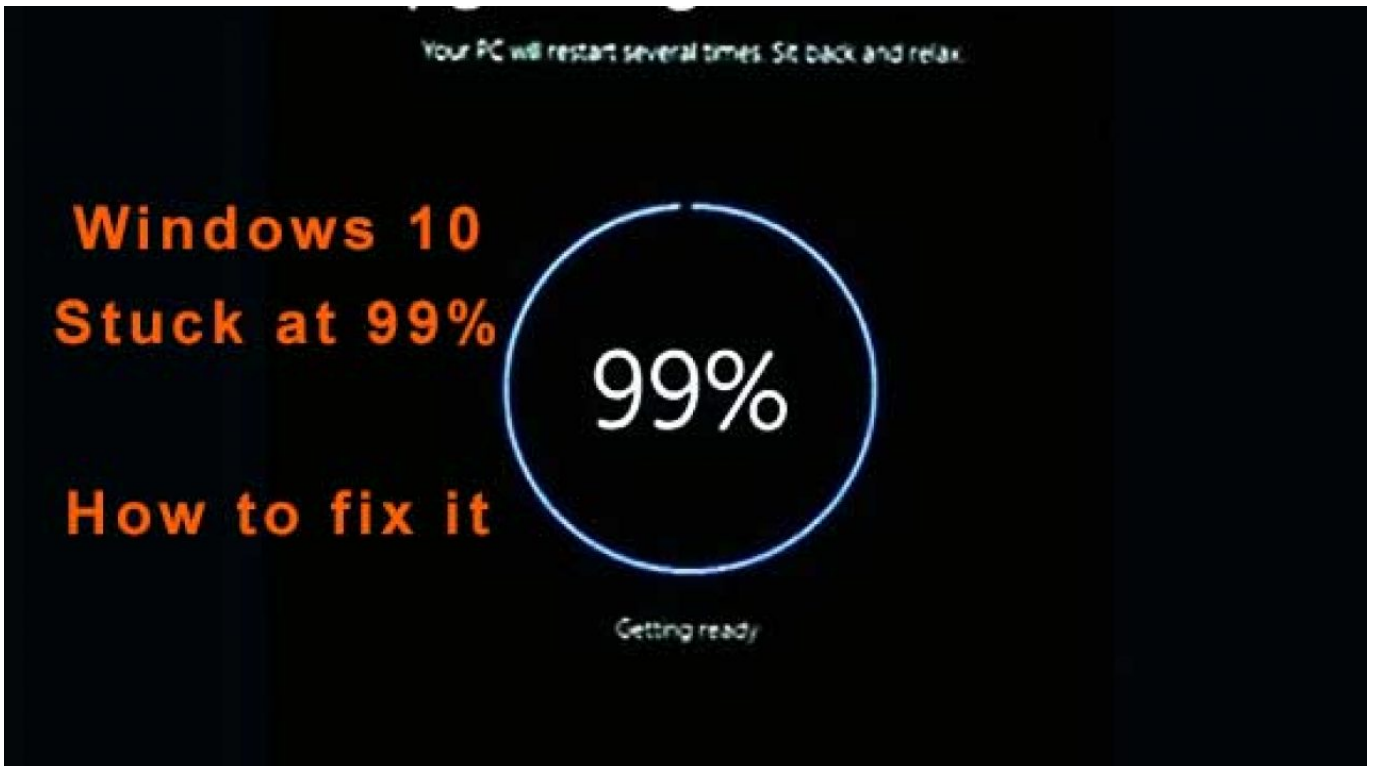 Your PC will restart several times. Sit back and relax.
Windows 10
Stuck at 99%
99%
How to fix it
Getting ready